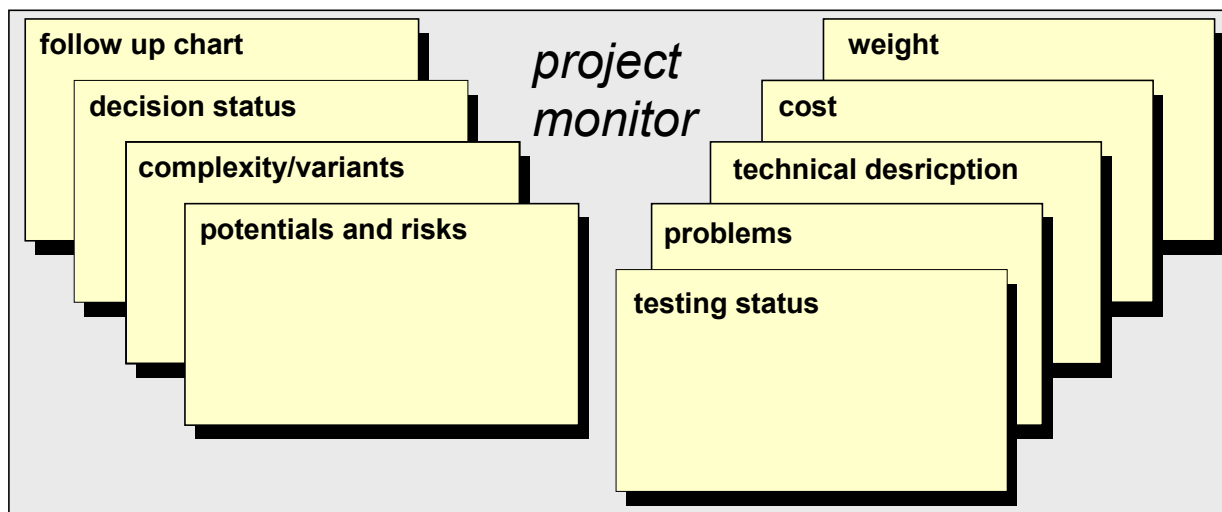 follow up chart
decision status
complexity/variants
potentials and risks
project
monitor
weight
cost
technical desricption
problems
testing status